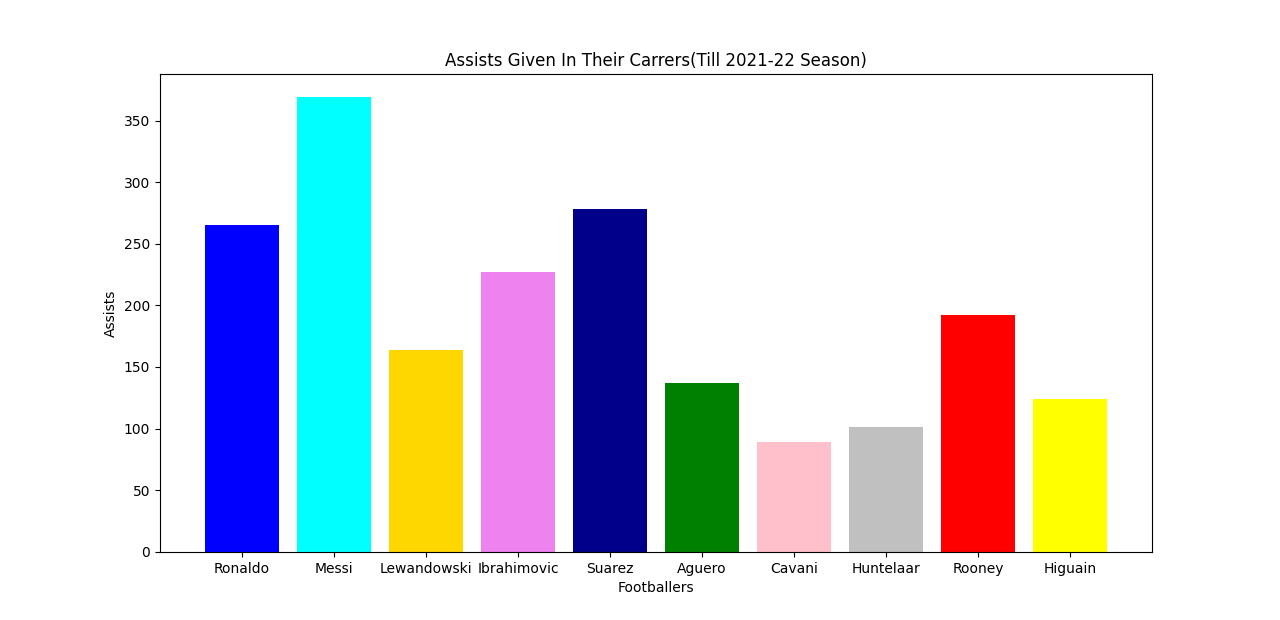 Assists Given In Their Carrers(Till 2021-22 Season)
350
300
250
200
150
100
50
0
Assists
Ronaldo Messi Lewandowski Ibrahimovic Suarez Aguero Cavani Huntelaar Rooney Higuain
Footballers